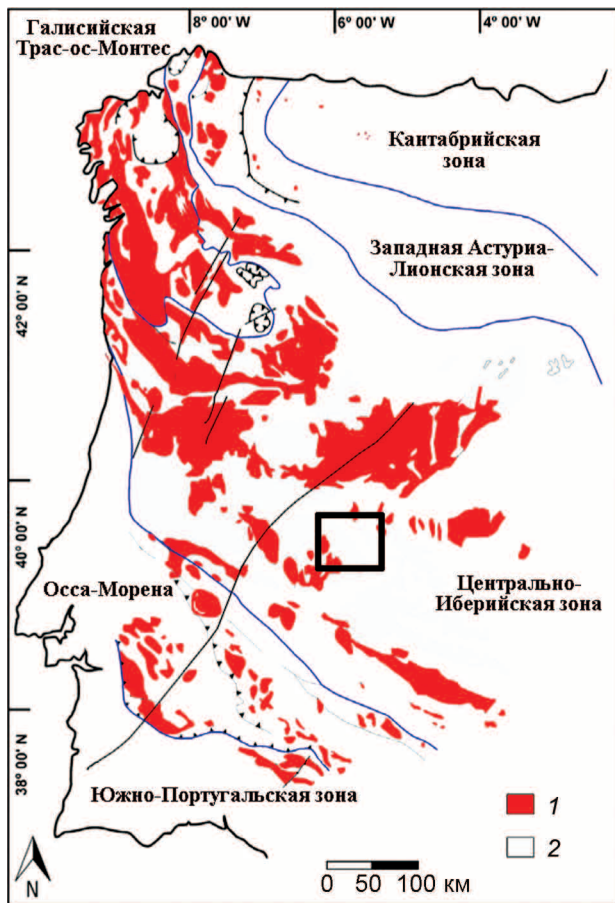 8° 00' W
6° 00' W
4° 00' W
Галисийская
Трас-ос-Монтес
Кантабрийская
зона
Западная Астуриа-
Лионская зона
42° 00' N
40° 00' N
Осса-Морена
Центрально-
Иберийская зона
38° 00' N
Южно-Португальская зона
1
2
N
0 50 100 км